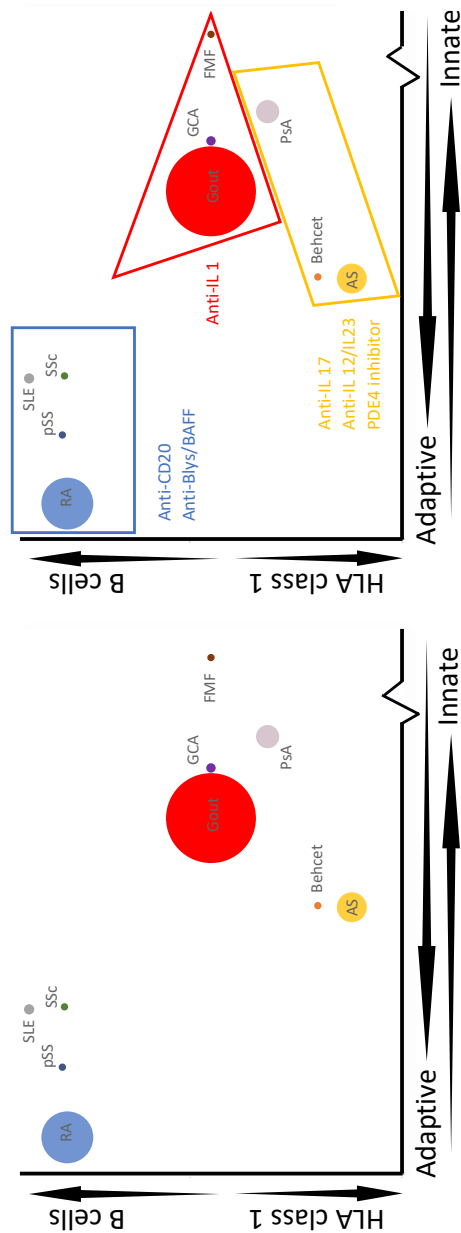 B cells
HLA class 1
RA
pSS
SLE
SSc
Behcet
AS
Gout
GCA
PsA
FMF
Adaptive
Innate
B cells
HLA class 1
RA
pSS
SLE
SSc
Anti-CD20
Anti-Blys/BAFF
Anti-IL 1
Gout
GCA
FMF
Anti-IL 17
Anti-IL 12/IL23
PDE4 inhibitor
Behcet
AS
PsA
Adaptive
Innate